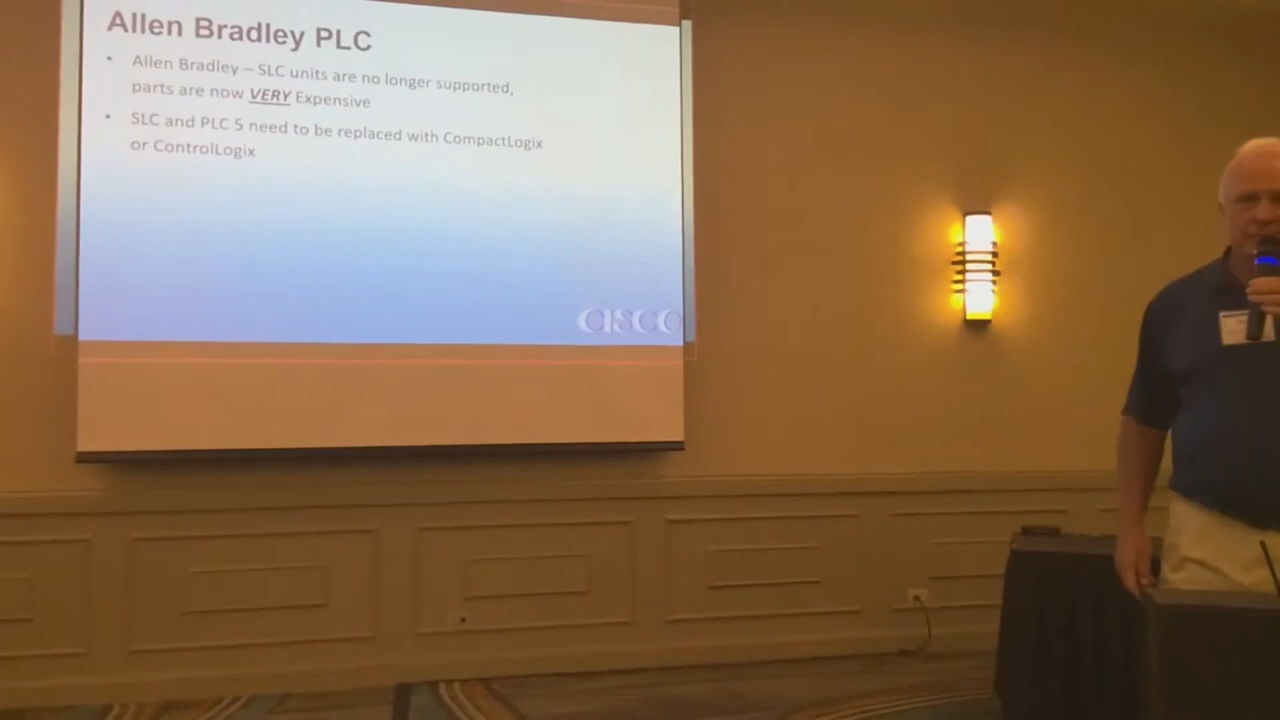 Allen Bradley PLC
• Allen Bradley – SLC units are no longer supported,
parts are now VERY Expensive
• SLC and PLC 5 need to be replaced with CompactLogix
or ControlLogix
CISCO